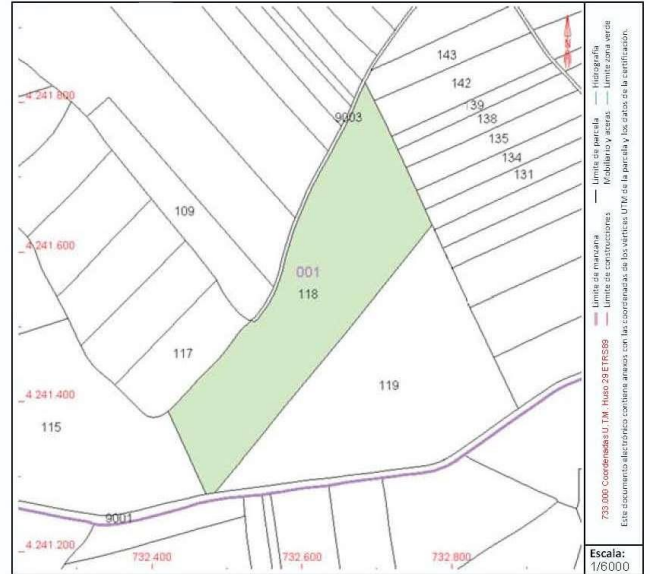 143
142
4 241.800
139
9003
138
135
134
131
109
4 241.600
001
118
117
119
4 241.400
115
9001
4 241.200
732.400
732.600
732.800
Hidrografía
Límite zona verde
Límite de parcela
Mobiliario y aceras
Límite de manzana
Límite de construcciones
733.000 Coordenadas U.T.M. Huso 29 ETRS89
Este documento electrónico contiene anexos con las coordenadas de los vértices UTM de la parcela y los datos de la certificación.
Escala:
1/6000